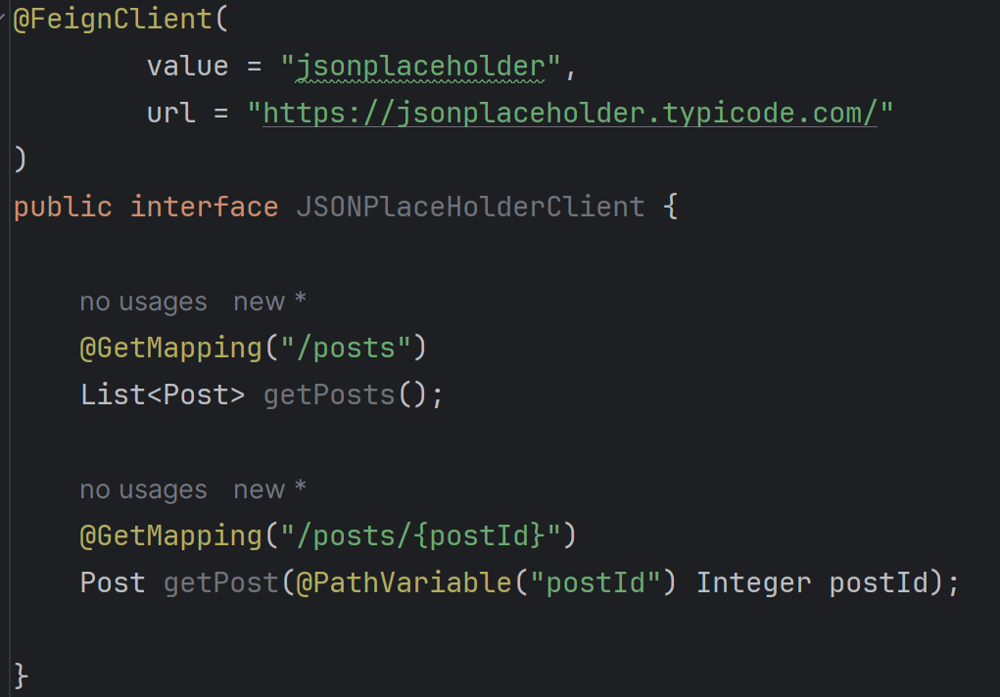 @FeignClient(
value = "jsonplaceholder",
url = "https://jsonplaceholder.typicode.com/"
)
public interface JSONPlaceHolderClient {
no usages new *
@GetMapping("/posts")
List<Post> getPosts();
no usages new *
@GetMapping("/posts/{postId}")
Post getPost(@PathVariable("postId") Integer postId);
}